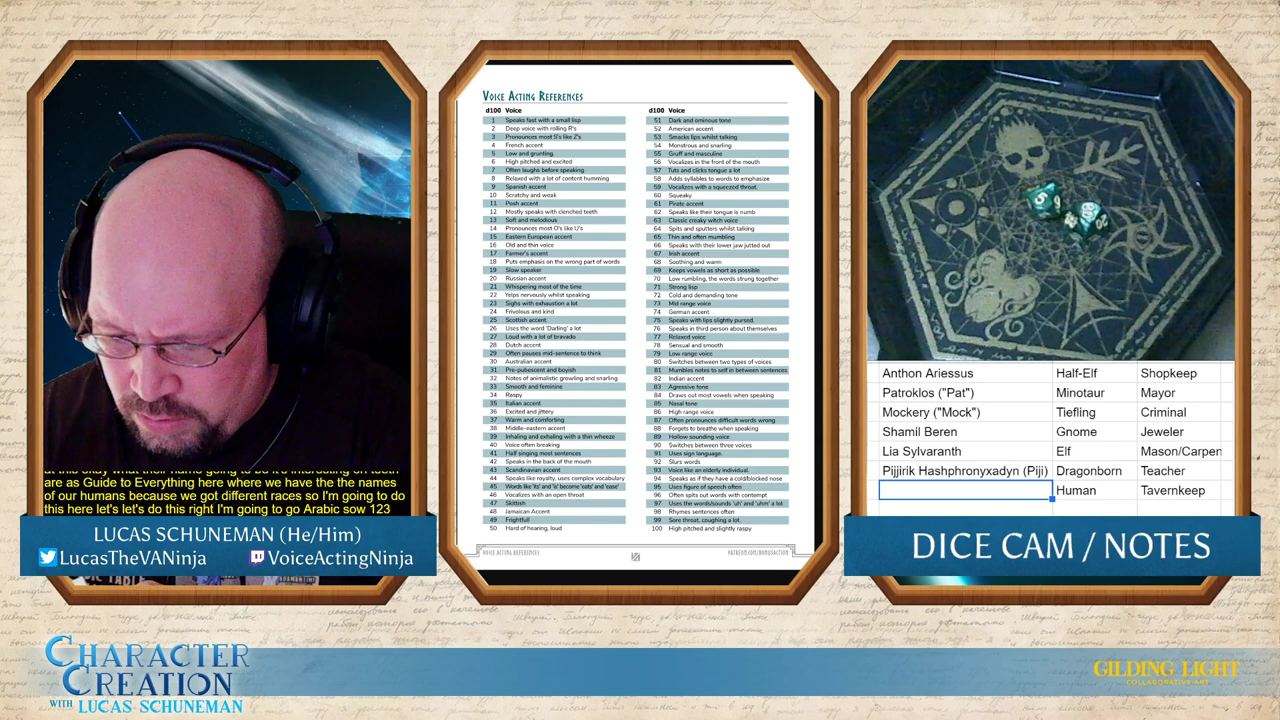 at this okay what their name going to be it's interesting on teeth
are as Guide to Everything here where we have the the names
of our humans because we got different races so I'm going to do
this here let's let's do this right I'm going to go Arabic sow 123
LUCAS SCHUNEMAN (He/Him)
LucasTheVANinja VoiceActingNinja
VOICE ACTING REFERENCES
d100 Voice
1 Speaks fast with a small lisp
2 Deep voice with rolling R's
3 Pronounces most S's like Z's
4 French accent
5 Low and grunting.
6 High pitched and excited
7 Often laughs before speaking
8 Relaxed with a lot of content humming
9 Spanish accent
10 Scratchy and weak
11 Posh accent
12 Mostly speaks with clenched teeth
13 Soft and melodious
14 Pronounces most O's like U's
15 Eastern European accent
16 Old and thin voice
17 Farmer's accent
18 Puts emphasis on the wrong part of words
19 Slow speaker
20 Russian accent
21 Whispering most of the time
22 Yelps nervously whilst speaking
23 Sighs with exhaustion a lot
24 Frivolous and kind
25 Scottish accent
26 Uses the word 'Darling' a lot
27 Loud with a lot of bravado
28 Dutch accent
29 Often pauses mid-sentence to think
30 Australian accent
31 Pre-pubescent and boyish
32 Notes of animalistic growling and snarling
33 Smooth and feminine
34 Raspy
35 Italian accent
36 Excited and jittery
37 Warm and comforting
38 Middle-eastern accent
39 Inhaling and exhaling with a thin wheeze
40 Voice often breaking
41 Half singing most sentences
42 Speaks in the back of the mouth
43 Scandinavian accent
44 Speaks like royalty, uses complex vocabulary
45 Words like 'its' and 'is' become 'eats' and 'ease'
46 Vocalizes with an open throat
47 Skittish
48 Jamaican Accent
49 Frightfull
50 Hard of hearing, loud
d100 Voice
51 Dark and ominous tone
52 American accent
53 Smacks lips whilst talking
54 Monstrous and snarling
55 Gruff and masculine
56 Vocalizes in the front of the mouth
57 Tuts and clicks tongue a lot
58 Adds syllables to words to emphasize
59 Vocalizes with a squeezed throat.
60 Squeaky
61 Pirate accent
62 Speaks like their tongue is numb
63 Classic creaky witch voice
64 Spits and sputters whilst talking
65 Thin and often mumbling
66 Speaks with their lower jaw jutted out
67 Irish accent
68 Soothing and warm
69 Keeps vowels as short as possible
70 Low rumbling, the words strung together
71 Strong lisp
72 Cold and demanding tone
73 Mid range voice
74 German accent
75 Speaks with lips slightly pursed.
76 Speaks in third person about themselves
77 Relaxed voice
78 Sensual and smooth
79 Low range voice
80 Switches between two types of voices
81 Mumbles notes to self in between sentences
82 Indian accent
83 Agressive tone
84 Draws out most vowels when speaking
85 Nasal tone
86 High range voice
87 Often pronounces difficult words wrong
88 Forgets to breathe when speaking
89 Hollow sounding voice
90 Switches between three voices
91 Uses sign language.
92 Slurs words
93 Voice like an elderly individual.
94 Speaks as if they have a cold/blocked nose
95 Uses figure of speech often
96 Often spits out words with contempt
97 Uses the words/sounds 'uh' and 'uhm' a lot
98 Rhymes sentences often
99 Sore throat, coughing a lot.
100 High pitched and slightly raspy
VOICE ACTING REFERENCES PATREON.COM/BONUSACTION
Anthon Ariessus Half-Elf Shopkeep
Patroklos ("Pat") Minotaur Mayor
Mockery ("Mock") Tiefling Criminal
Shamil Beren Gnome Jeweler
Lia Sylvaranth Elf Mason/Carpen
Pijjirik Hashphronyxadyn (Piji) Dragonborn Teacher
Human Tavernkeep
DICE CAM / NOTES
CHARACTER
CREATION
WITH LUCAS SCHUNEMAN
GILDING LIGHT
COLLABORATIVE ART